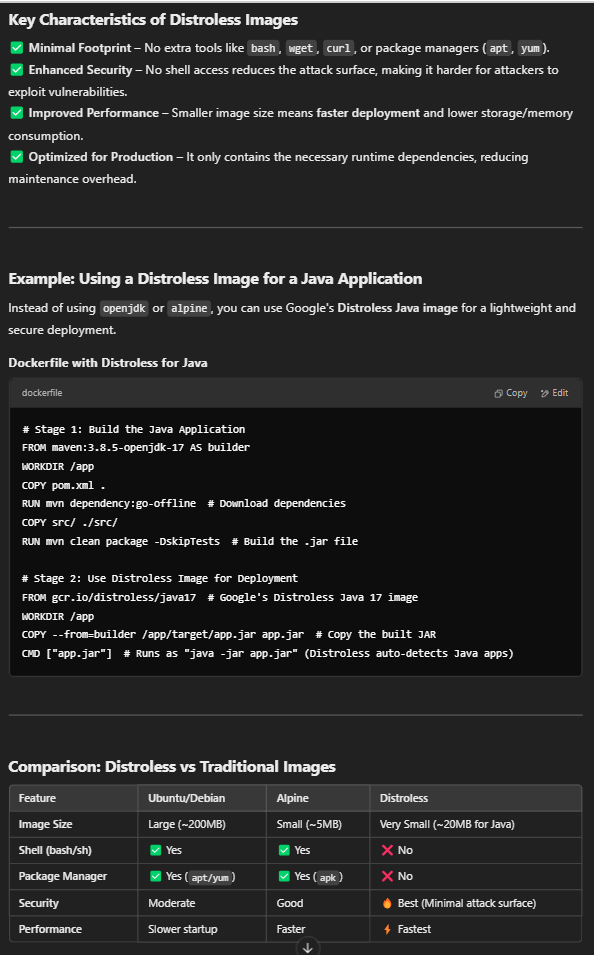 Key Characteristics of Distroless Images
✅ Minimal Footprint – No extra tools like bash, wget, curl, or package managers (apt, yum).
✅ Enhanced Security – No shell access reduces the attack surface, making it harder for attackers to
exploit vulnerabilities.
✅ Improved Performance – Smaller image size means faster deployment and lower storage/memory
consumption.
✅ Optimized for Production – It only contains the necessary runtime dependencies, reducing
maintenance overhead.
Example: Using a Distroless Image for a Java Application
Instead of using openjdk or alpine, you can use Google's Distroless Java image for a lightweight and
secure deployment.
Dockerfile with Distroless for Java
dockerfile Copy Edit
# Stage 1: Build the Java Application
FROM maven:3.8.5-openjdk-17 AS builder
WORKDIR /app
COPY pom.xml .
RUN mvn dependency:go-offline  # Download dependencies
COPY src/ ./src/
RUN mvn clean package -DskipTests  # Build the .jar file
# Stage 2: Use Distroless Image for Deployment
FROM gcr.io/distroless/java17  # Google's Distroless Java 17 image
WORKDIR /app
COPY --from=builder /app/target/app.jar app.jar  # Copy the built JAR
CMD ["app.jar"]  # Runs as "java -jar app.jar" (Distroless auto-detects Java apps)
Comparison: Distroless vs Traditional Images
Feature Ubuntu/Debian Alpine Distroless
Image Size Large (~200MB) Small (~5MB) Very Small (~20MB for Java)
Shell (bash/sh) ✅ Yes ✅ Yes ❌ No
Package Manager ✅ Yes (apt/yum) ✅ Yes (apk) ❌ No
Security Moderate Good 🔥 Best (Minimal attack surface)
Performance Slower startup Faster ⚡ Fastest